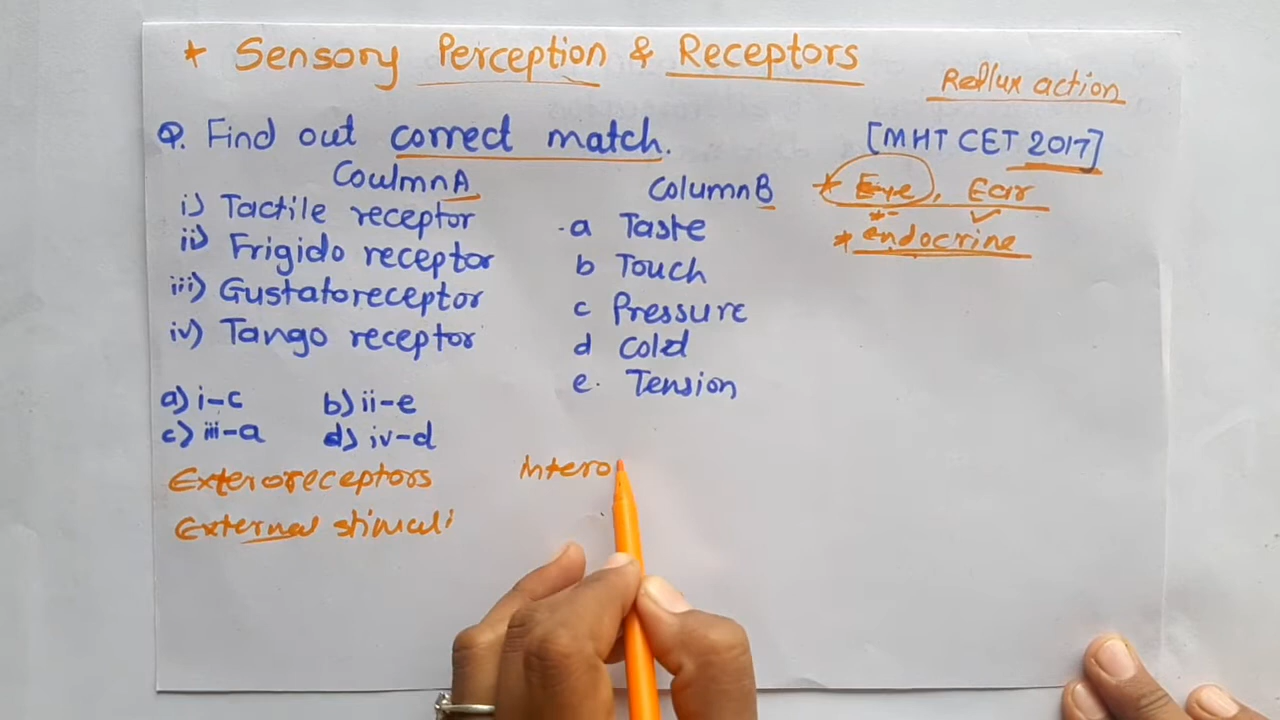 * Sensory Perception & Receptors
Reflux action
Q. Find out correct match.
[MHT CET 2017]
CoulmnA
ColumnB
* Eye, Ear
i) Tactile receptor
a Taste
* endocrine
ii) Frigido receptor
b Touch
iii) Gustatoreceptor
c Pressure
iv) Tango receptor
d Cold
e. Tension
a) i-c b) ii-e
c) iii-a d) iv-d
Exteroreceptors
Intero
External stimuli